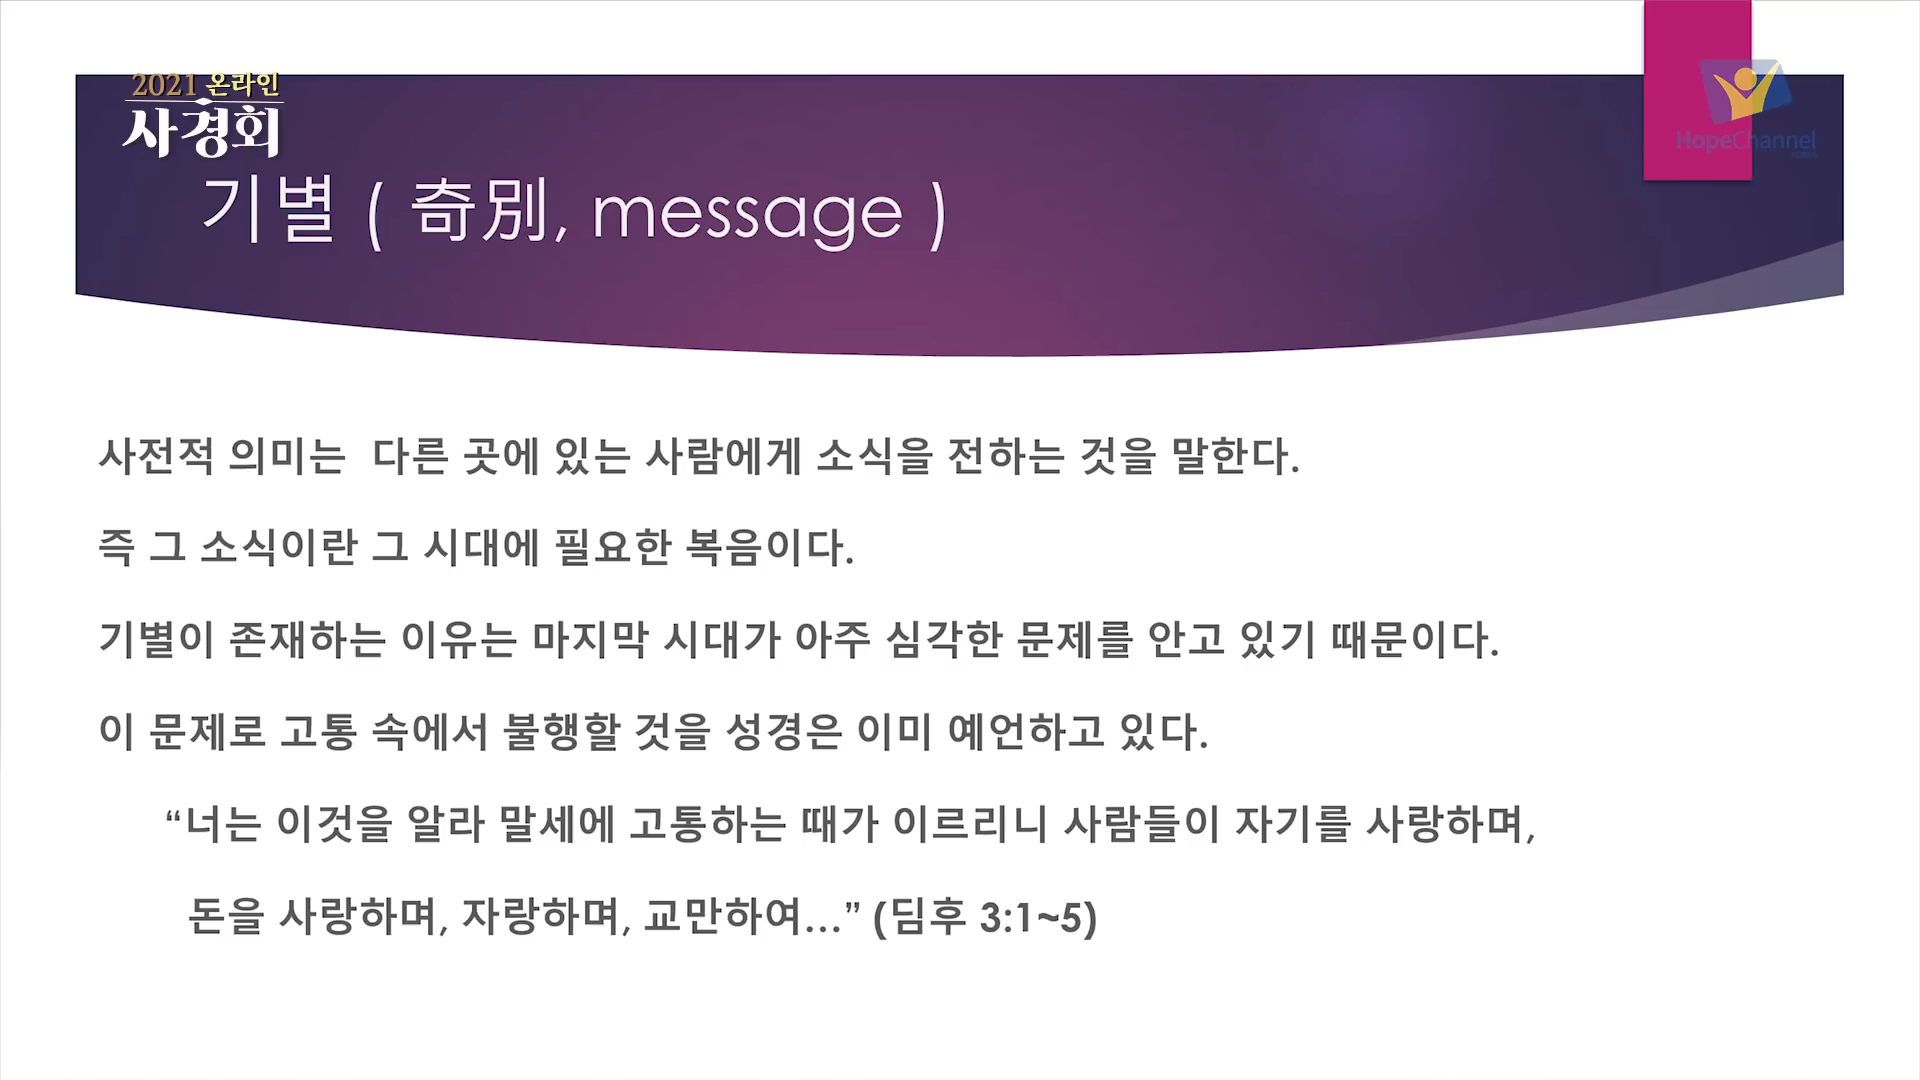 2021 온라인
사경회
HopeChannel
KOREA
기별 ( 奇別, message )
사전적 의미는 다른 곳에 있는 사람에게 소식을 전하는 것을 말한다.
즉 그 소식이란 그 시대에 필요한 복음이다.
기별이 존재하는 이유는 마지막 시대가 아주 심각한 문제를 안고 있기 때문이다.
이 문제로 고통 속에서 불행할 것을 성경은 이미 예언하고 있다.
“너는 이것을 알라 말세에 고통하는 때가 이르리니 사람들이 자기를 사랑하며,
돈을 사랑하며, 자랑하며, 교만하여...” (딤후 3:1~5)